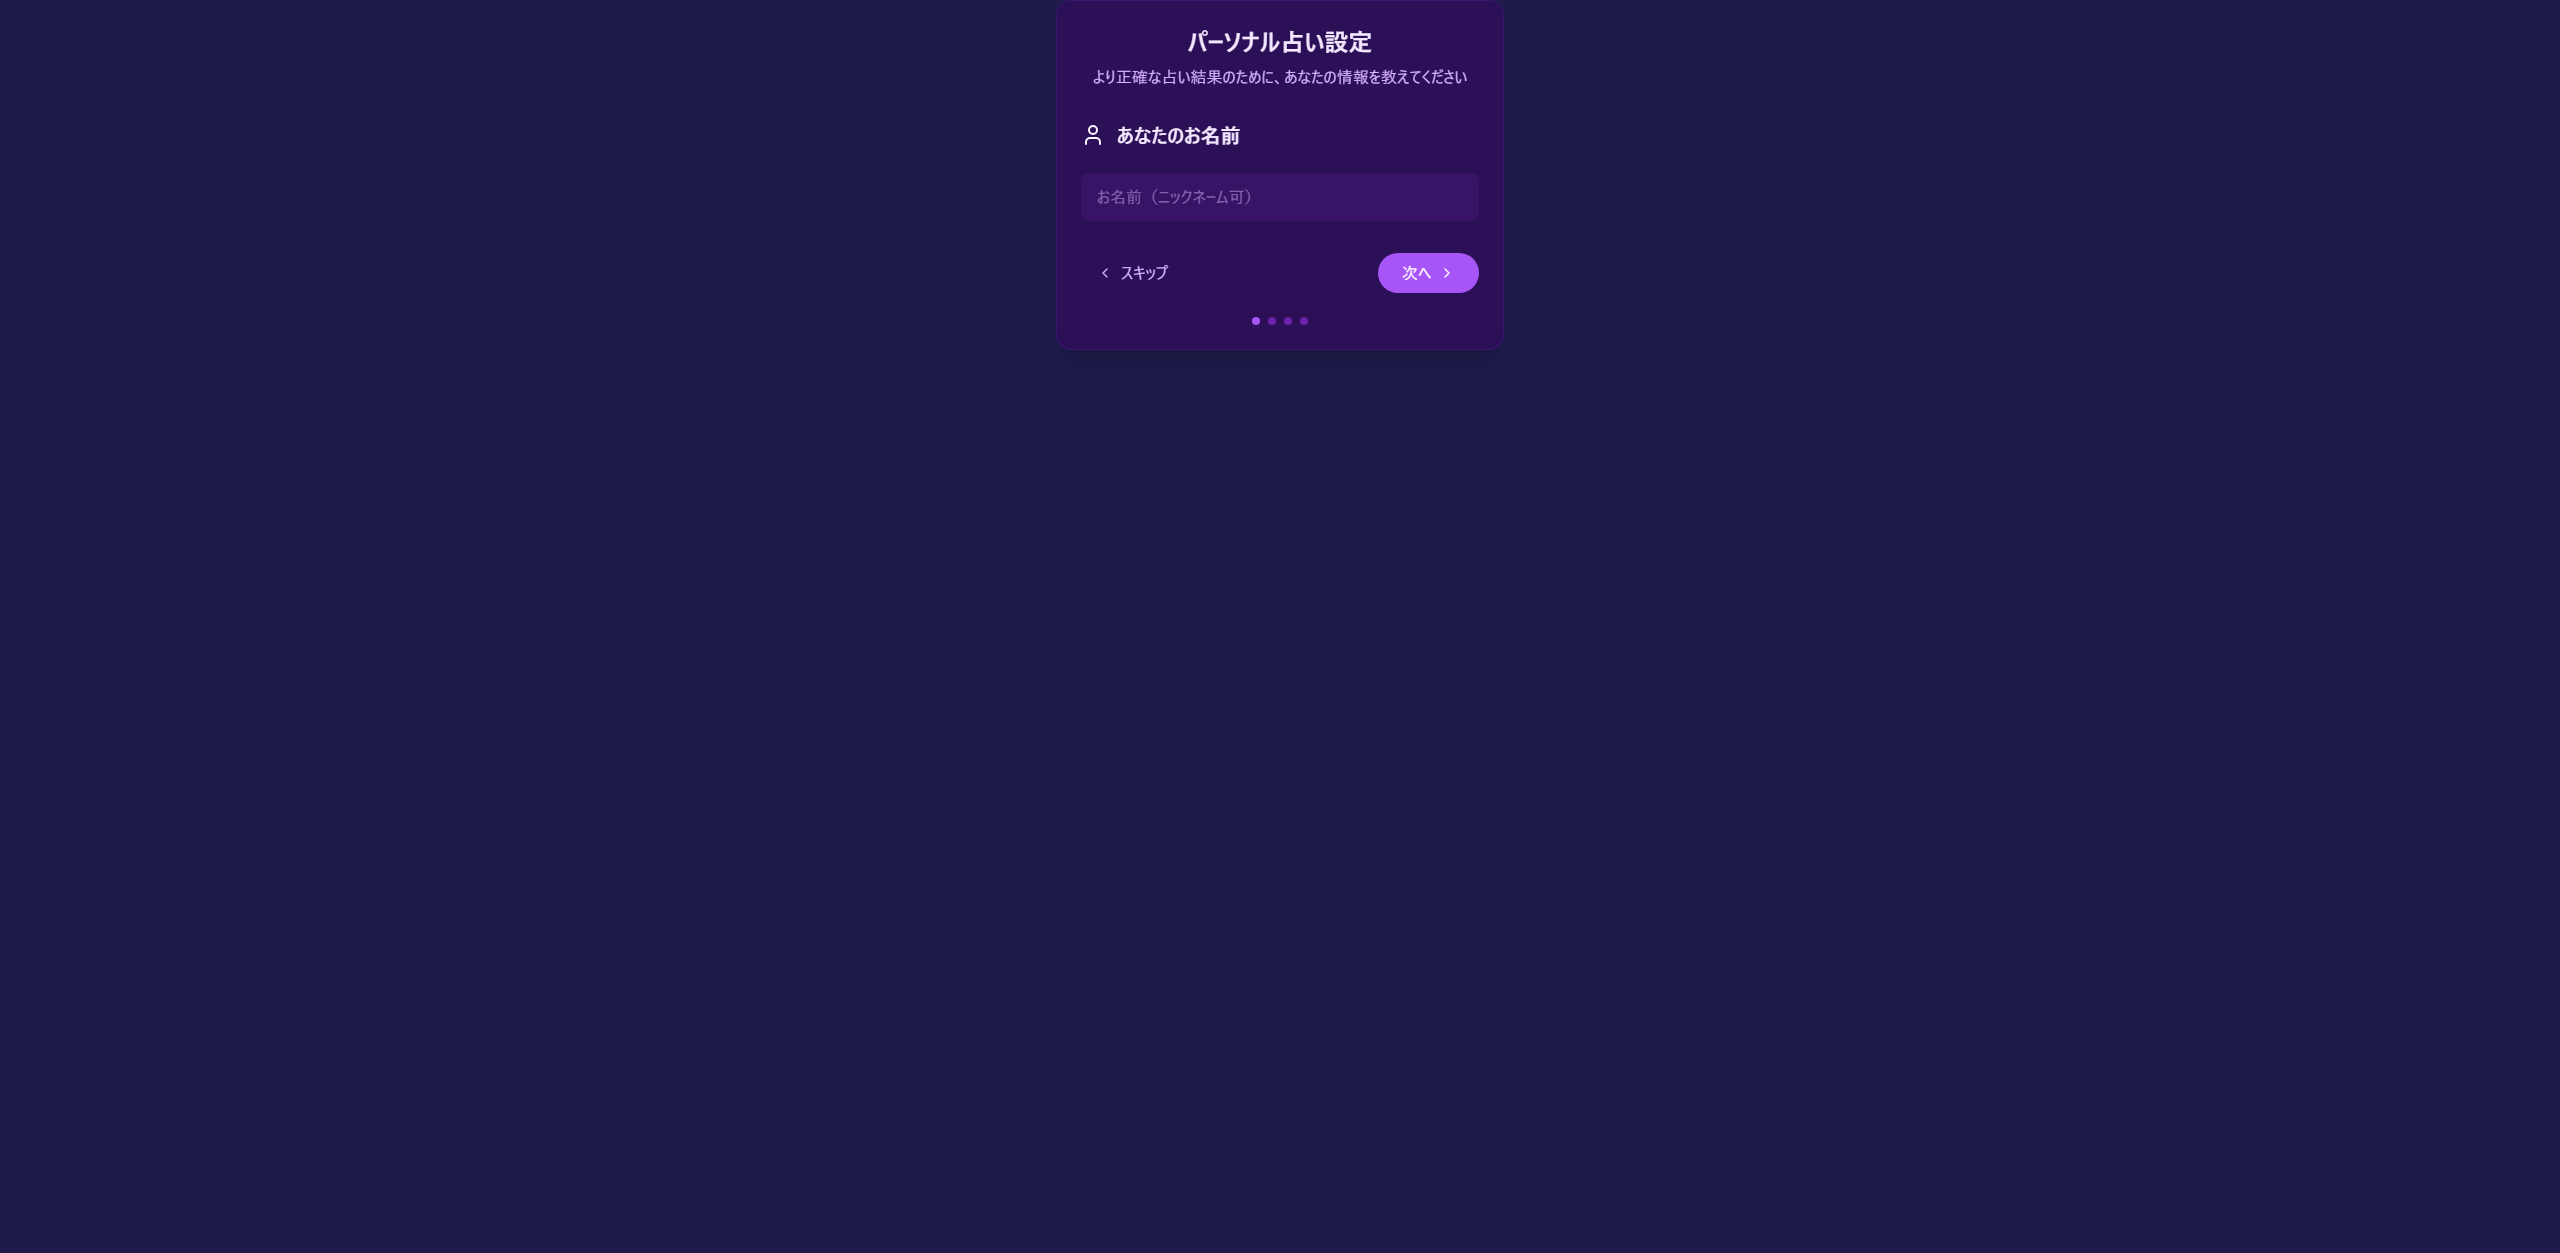 パーソナル占い設定
より正確な占い結果のために、あなたの情報を教えてください
あなたのお名前
お名前（ニックネーム可）
スキップ
次へ